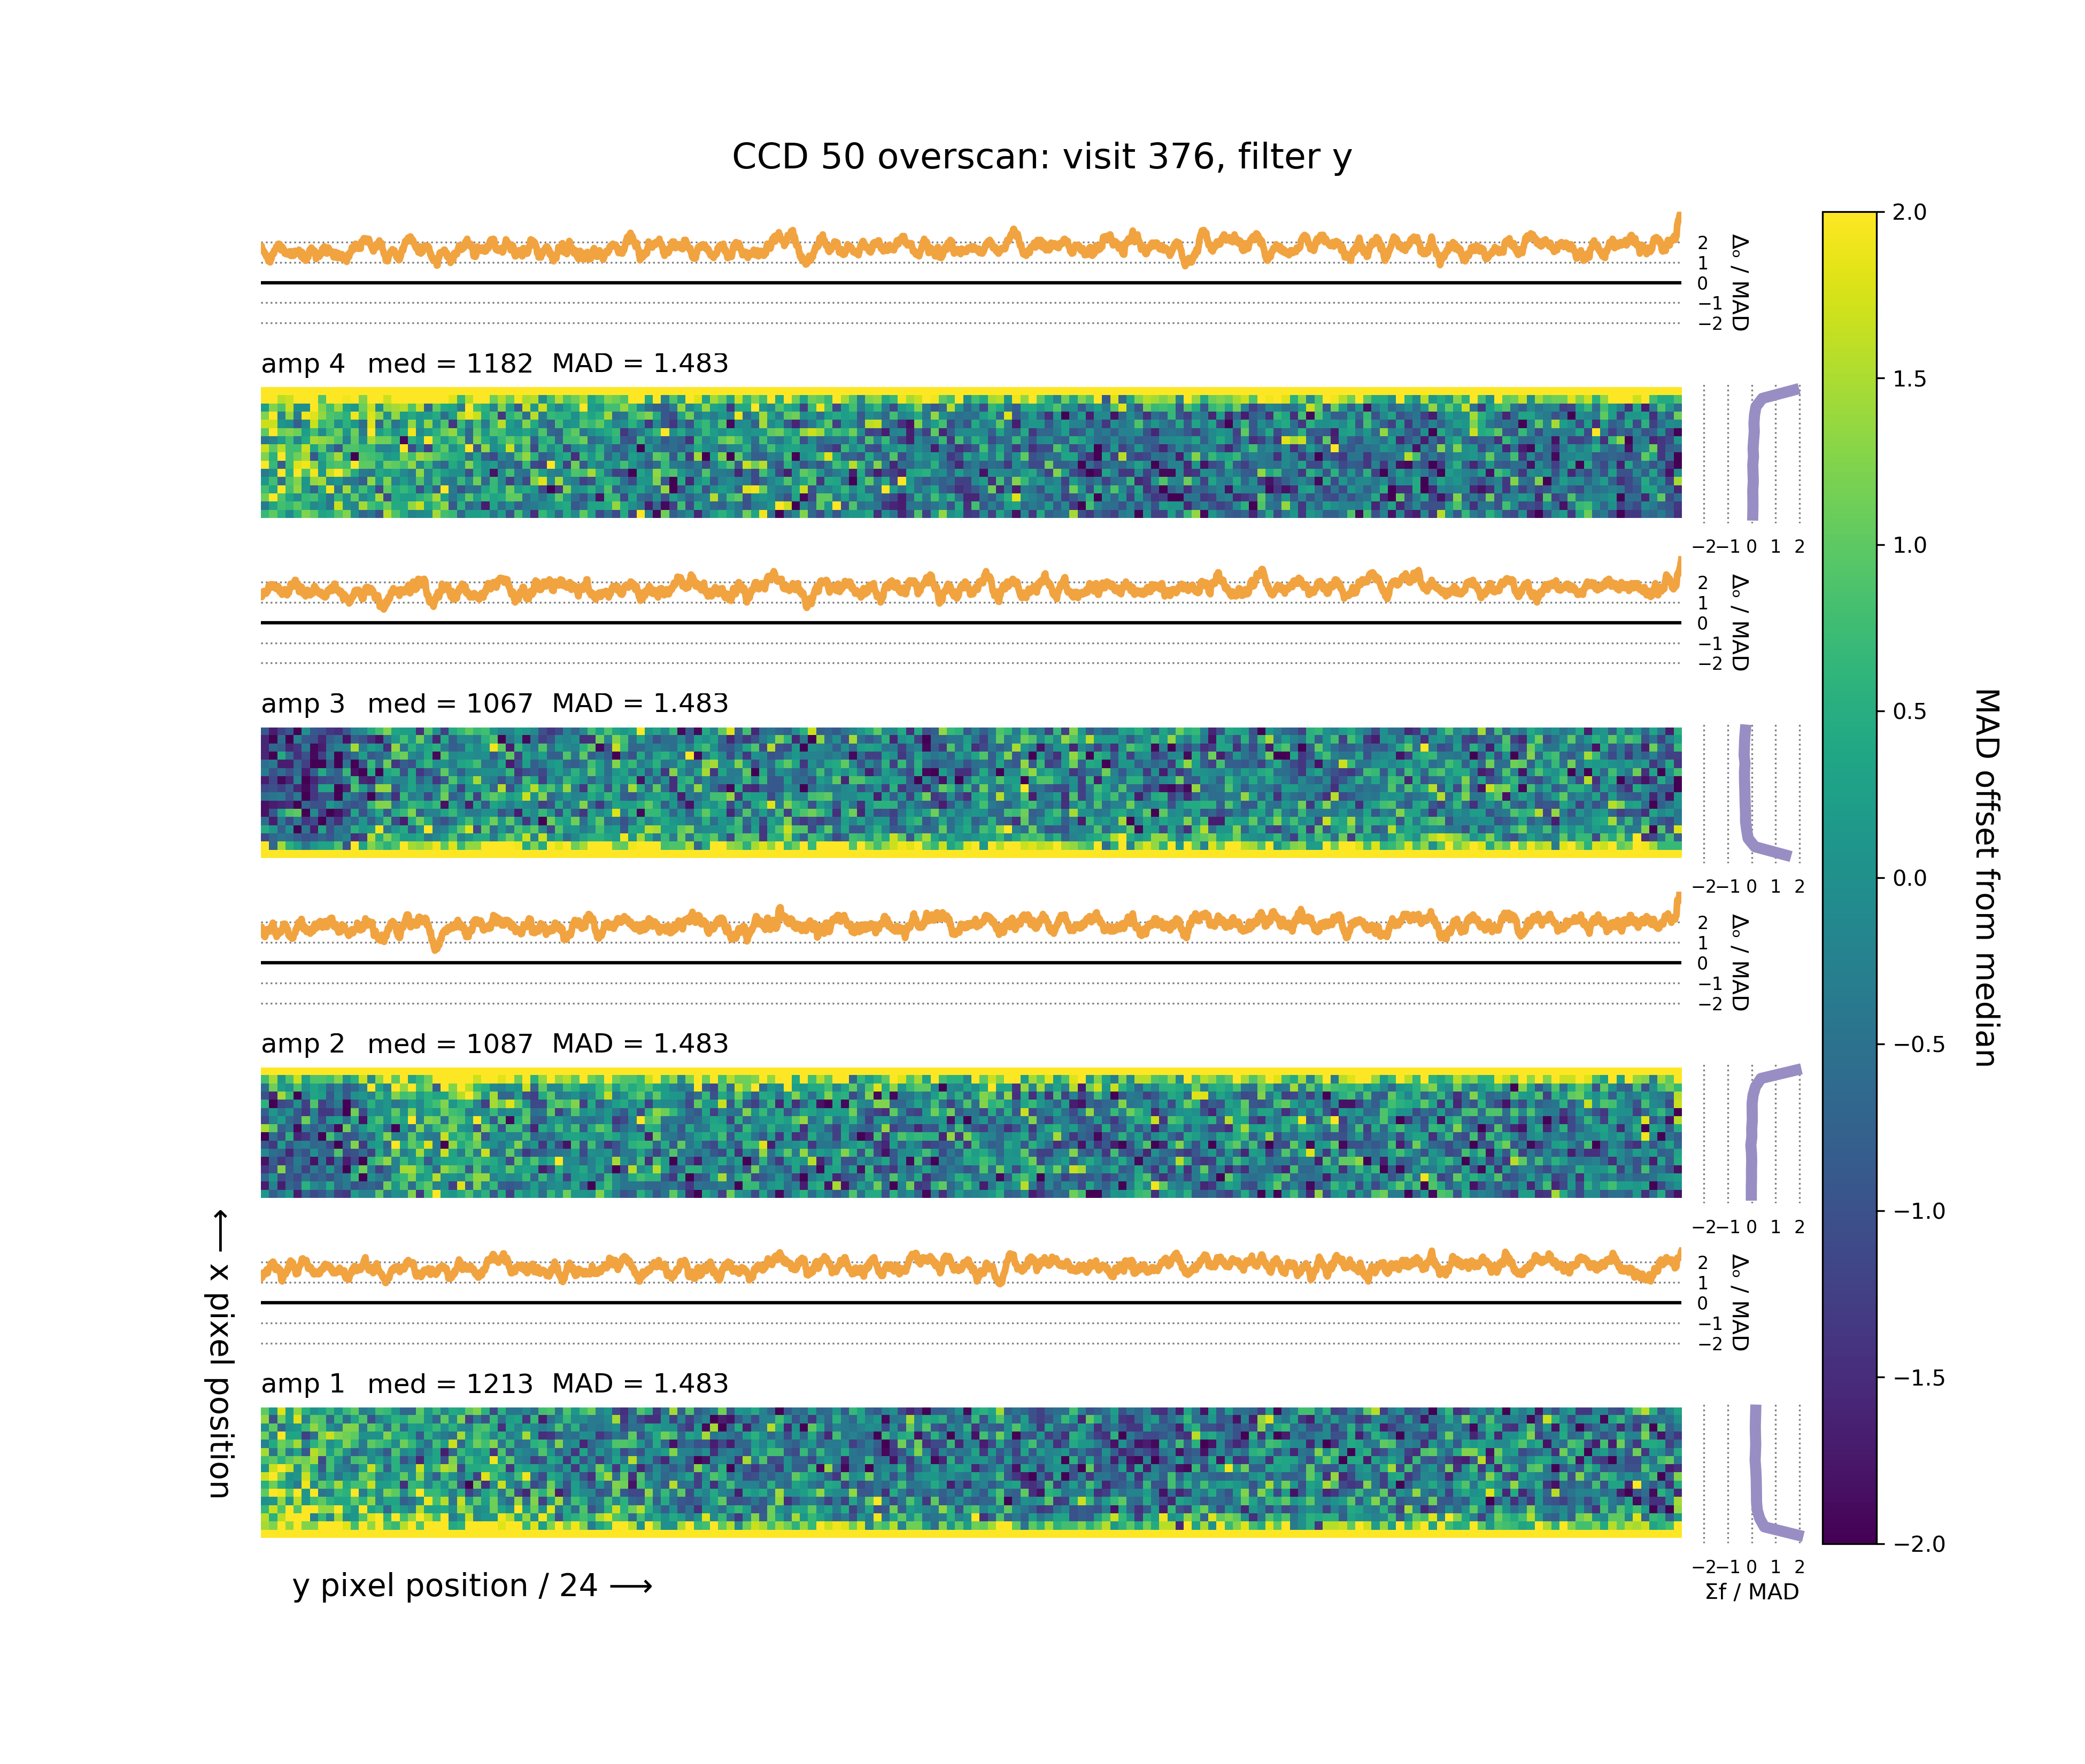 CCD 50 overscan: visit 376, filter y
2
1
0
−1
−2
Δₒ / MAD
amp 4 med = 1182 MAD = 1.483
−2 −1 0 1 2
2
1
0
−1
−2
Δₒ / MAD
amp 3 med = 1067 MAD = 1.483
−2 −1 0 1 2
2
1
0
−1
−2
Δₒ / MAD
amp 2 med = 1087 MAD = 1.483
−2 −1 0 1 2
2
1
0
−1
−2
Δₒ / MAD
amp 1 med = 1213 MAD = 1.483
−2 −1 0 1 2
Σf / MAD
⟵ x pixel position
y pixel position / 24 ⟶
2.0
1.5
1.0
0.5
0.0
−0.5
−1.0
−1.5
−2.0
MAD offset from median